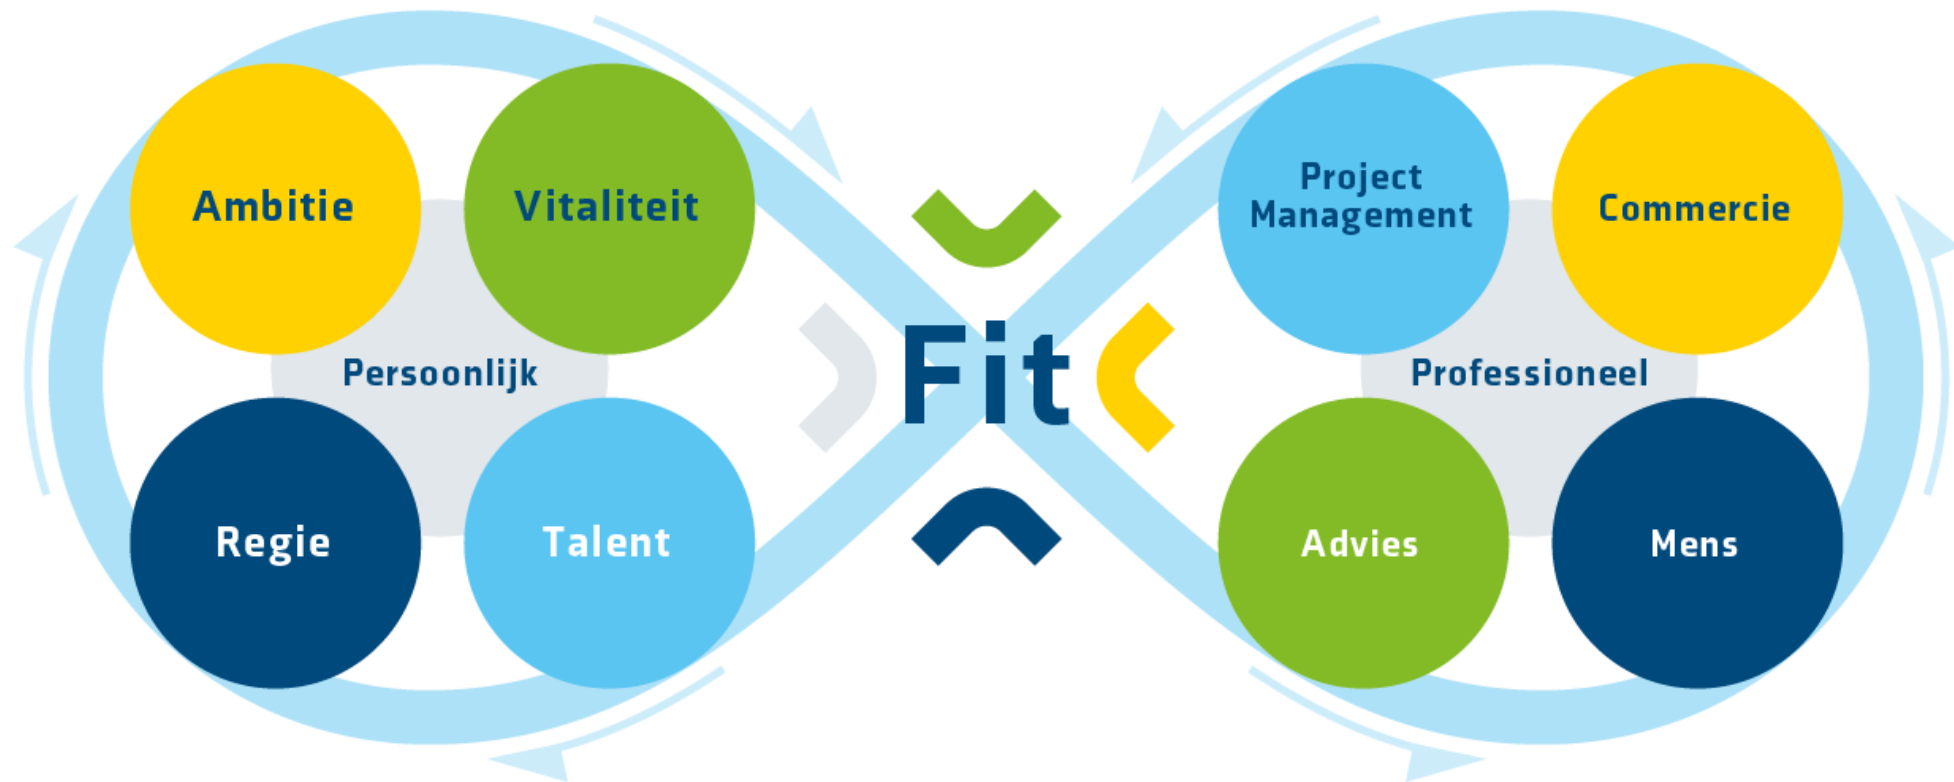 Ambitie
Vitaliteit
Persoonlijk
Regie
Talent
Fit
Project
Management
Commercie
Professioneel
Advies
Mens